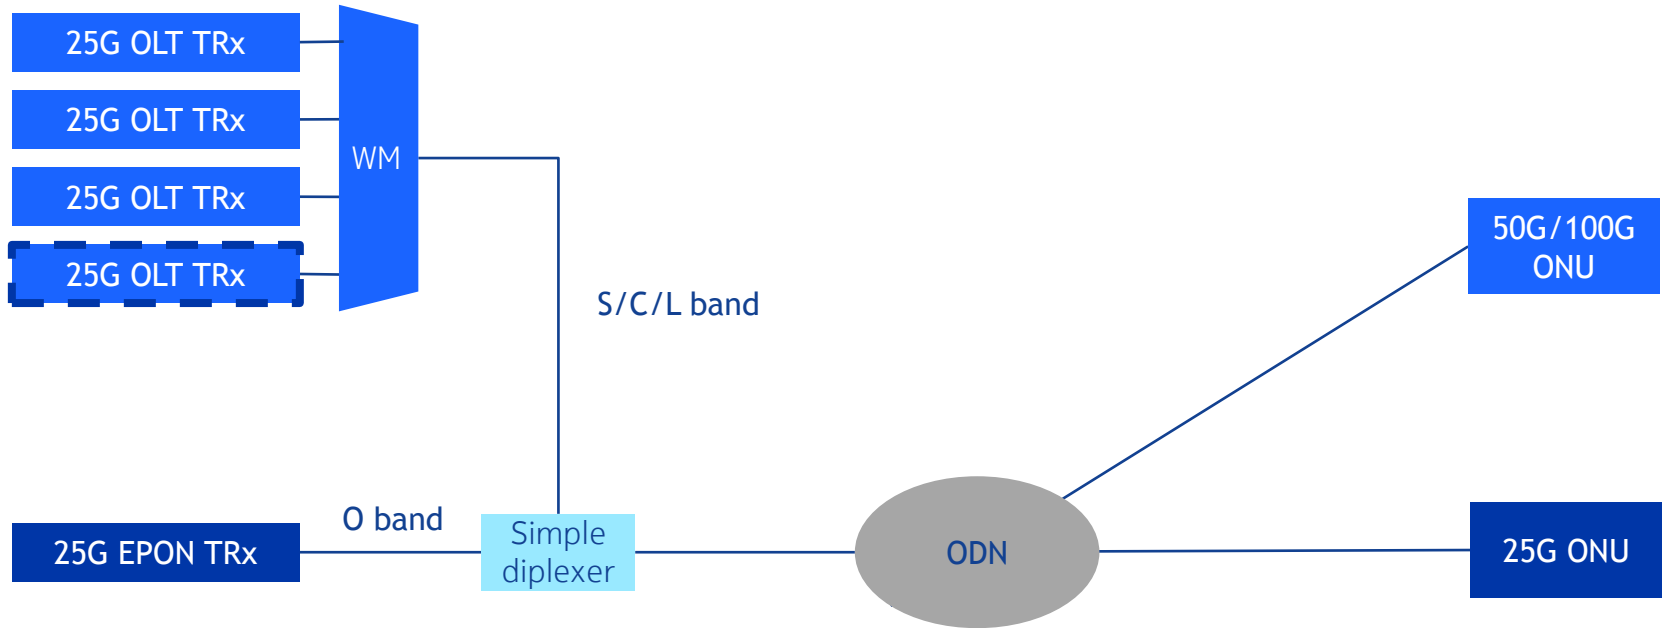 25G OLT TRx
25G OLT TRx
WM
25G OLT TRx
25G OLT TRx
50G/100G
ONU
S/C/L band
O band
25G EPON TRx
Simple
diplexer
ODN
25G ONU